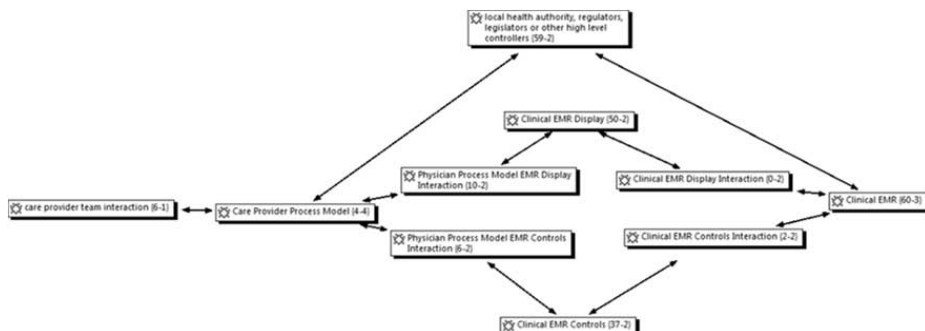 local health authority, regulators,
legislators or other high level
controllers (59-2)
Clinical EMR Display (50-2)
Physician Process Model EMR Display
Interaction (10-2)
Clinical EMR Display Interaction (0-2)
care provider team interaction (6-1)
Care Provider Process Model (4-4)
Clinical EMR (60-3)
Physician Process Model EMR Controls
Interaction (6-2)
Clinical EMR Controls Interaction (2-2)
Clinical EMR Controls (37-2)